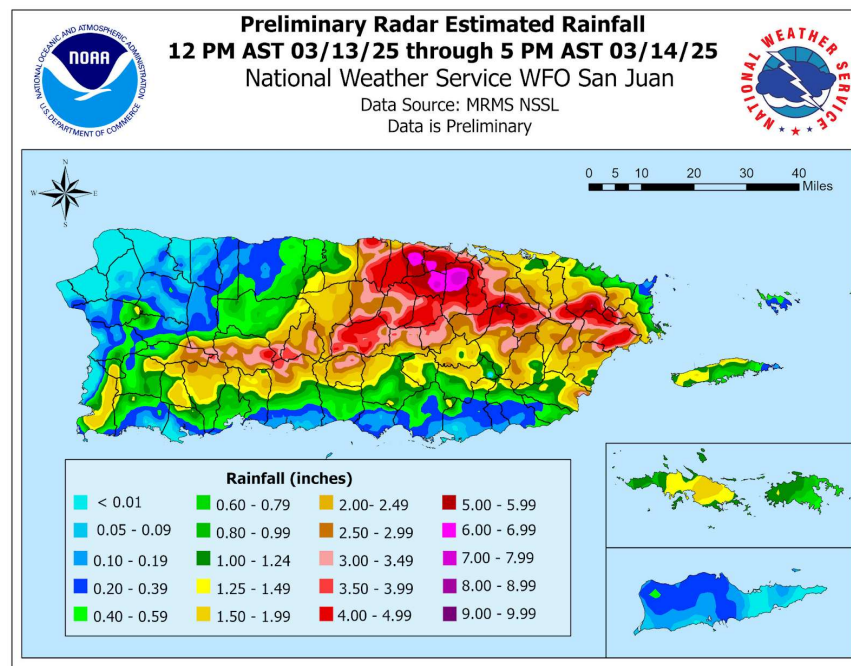 Preliminary Radar Estimated Rainfall
12 PM AST 03/13/25 through 5 PM AST 03/14/25
National Weather Service WFO San Juan
Data Source: MRMS NSSL
Data is Preliminary
NATIONAL OCEANIC AND ATMOSPHERIC ADMINISTRATION
NOAA
U.S. DEPARTMENT OF COMMERCE
NATIONAL WEATHER SERVICE
N
W E
S
0 5 10 20 30 40
Miles
Rainfall (inches)
< 0.01
0.05 - 0.09
0.10 - 0.19
0.20 - 0.39
0.40 - 0.59
0.60 - 0.79
0.80 - 0.99
1.00 - 1.24
1.25 - 1.49
1.50 - 1.99
2.00- 2.49
2.50 - 2.99
3.00 - 3.49
3.50 - 3.99
4.00 - 4.99
5.00 - 5.99
6.00 - 6.99
7.00 - 7.99
8.00 - 8.99
9.00 - 9.99